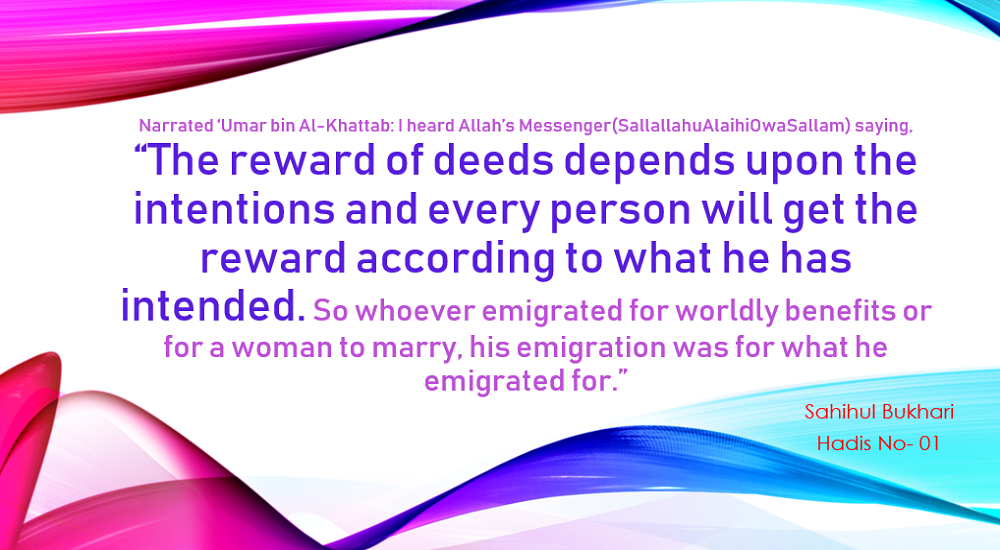 Narrated ‘Umar bin Al-Khattab: I heard Allah’s Messenger(SallallahuAlaihiOwaSallam) saying,
“The reward of deeds depends upon the
intentions and every person will get the
reward according to what he has
intended. So whoever emigrated for worldly benefits or
for a woman to marry, his emigration was for what he
emigrated for.”
Sahihul Bukhari
Hadis No- 01